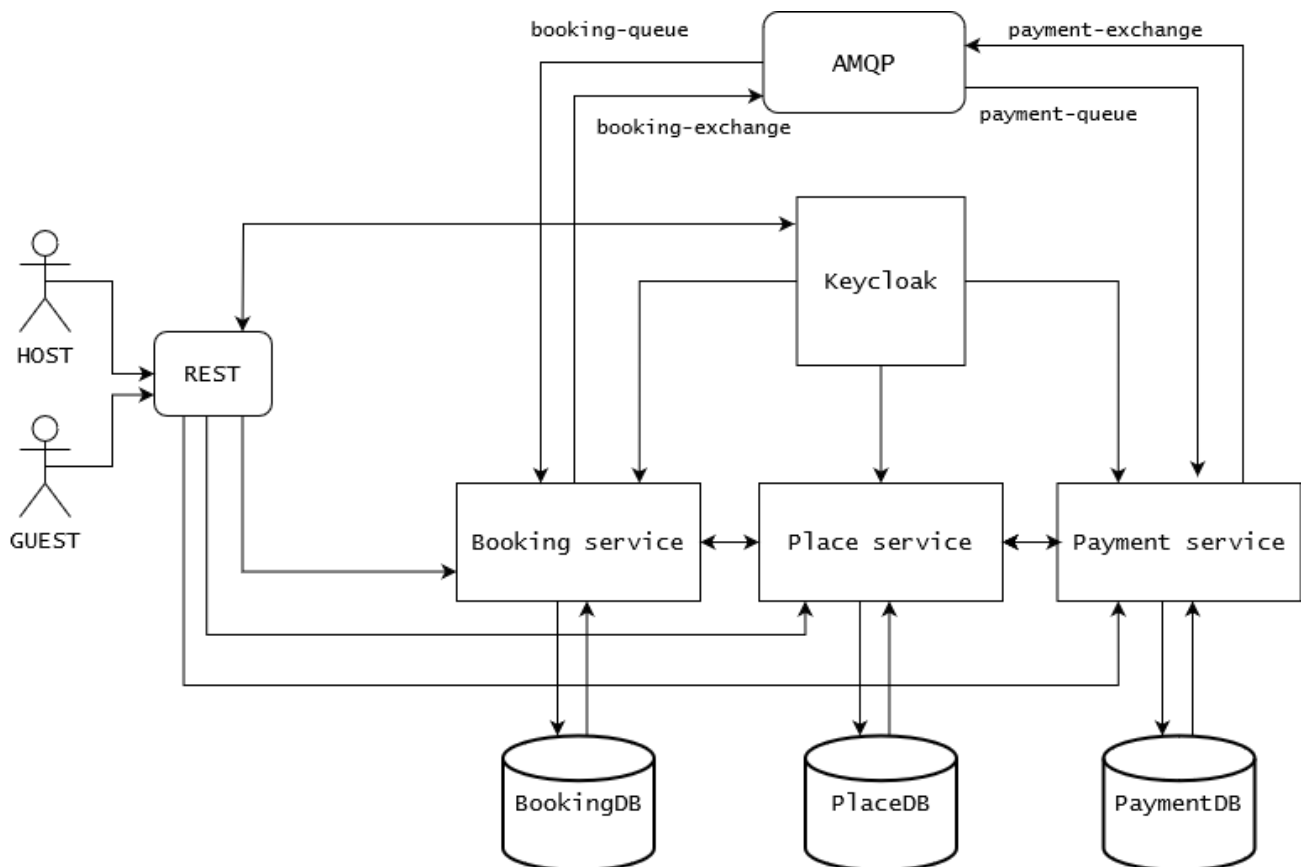 booking-queue
payment-exchange
AMQP
booking-exchange
payment-queue
Keycloak
HOST
REST
GUEST
Booking service
Place service
Payment service
BookingDB
PlaceDB
PaymentDB